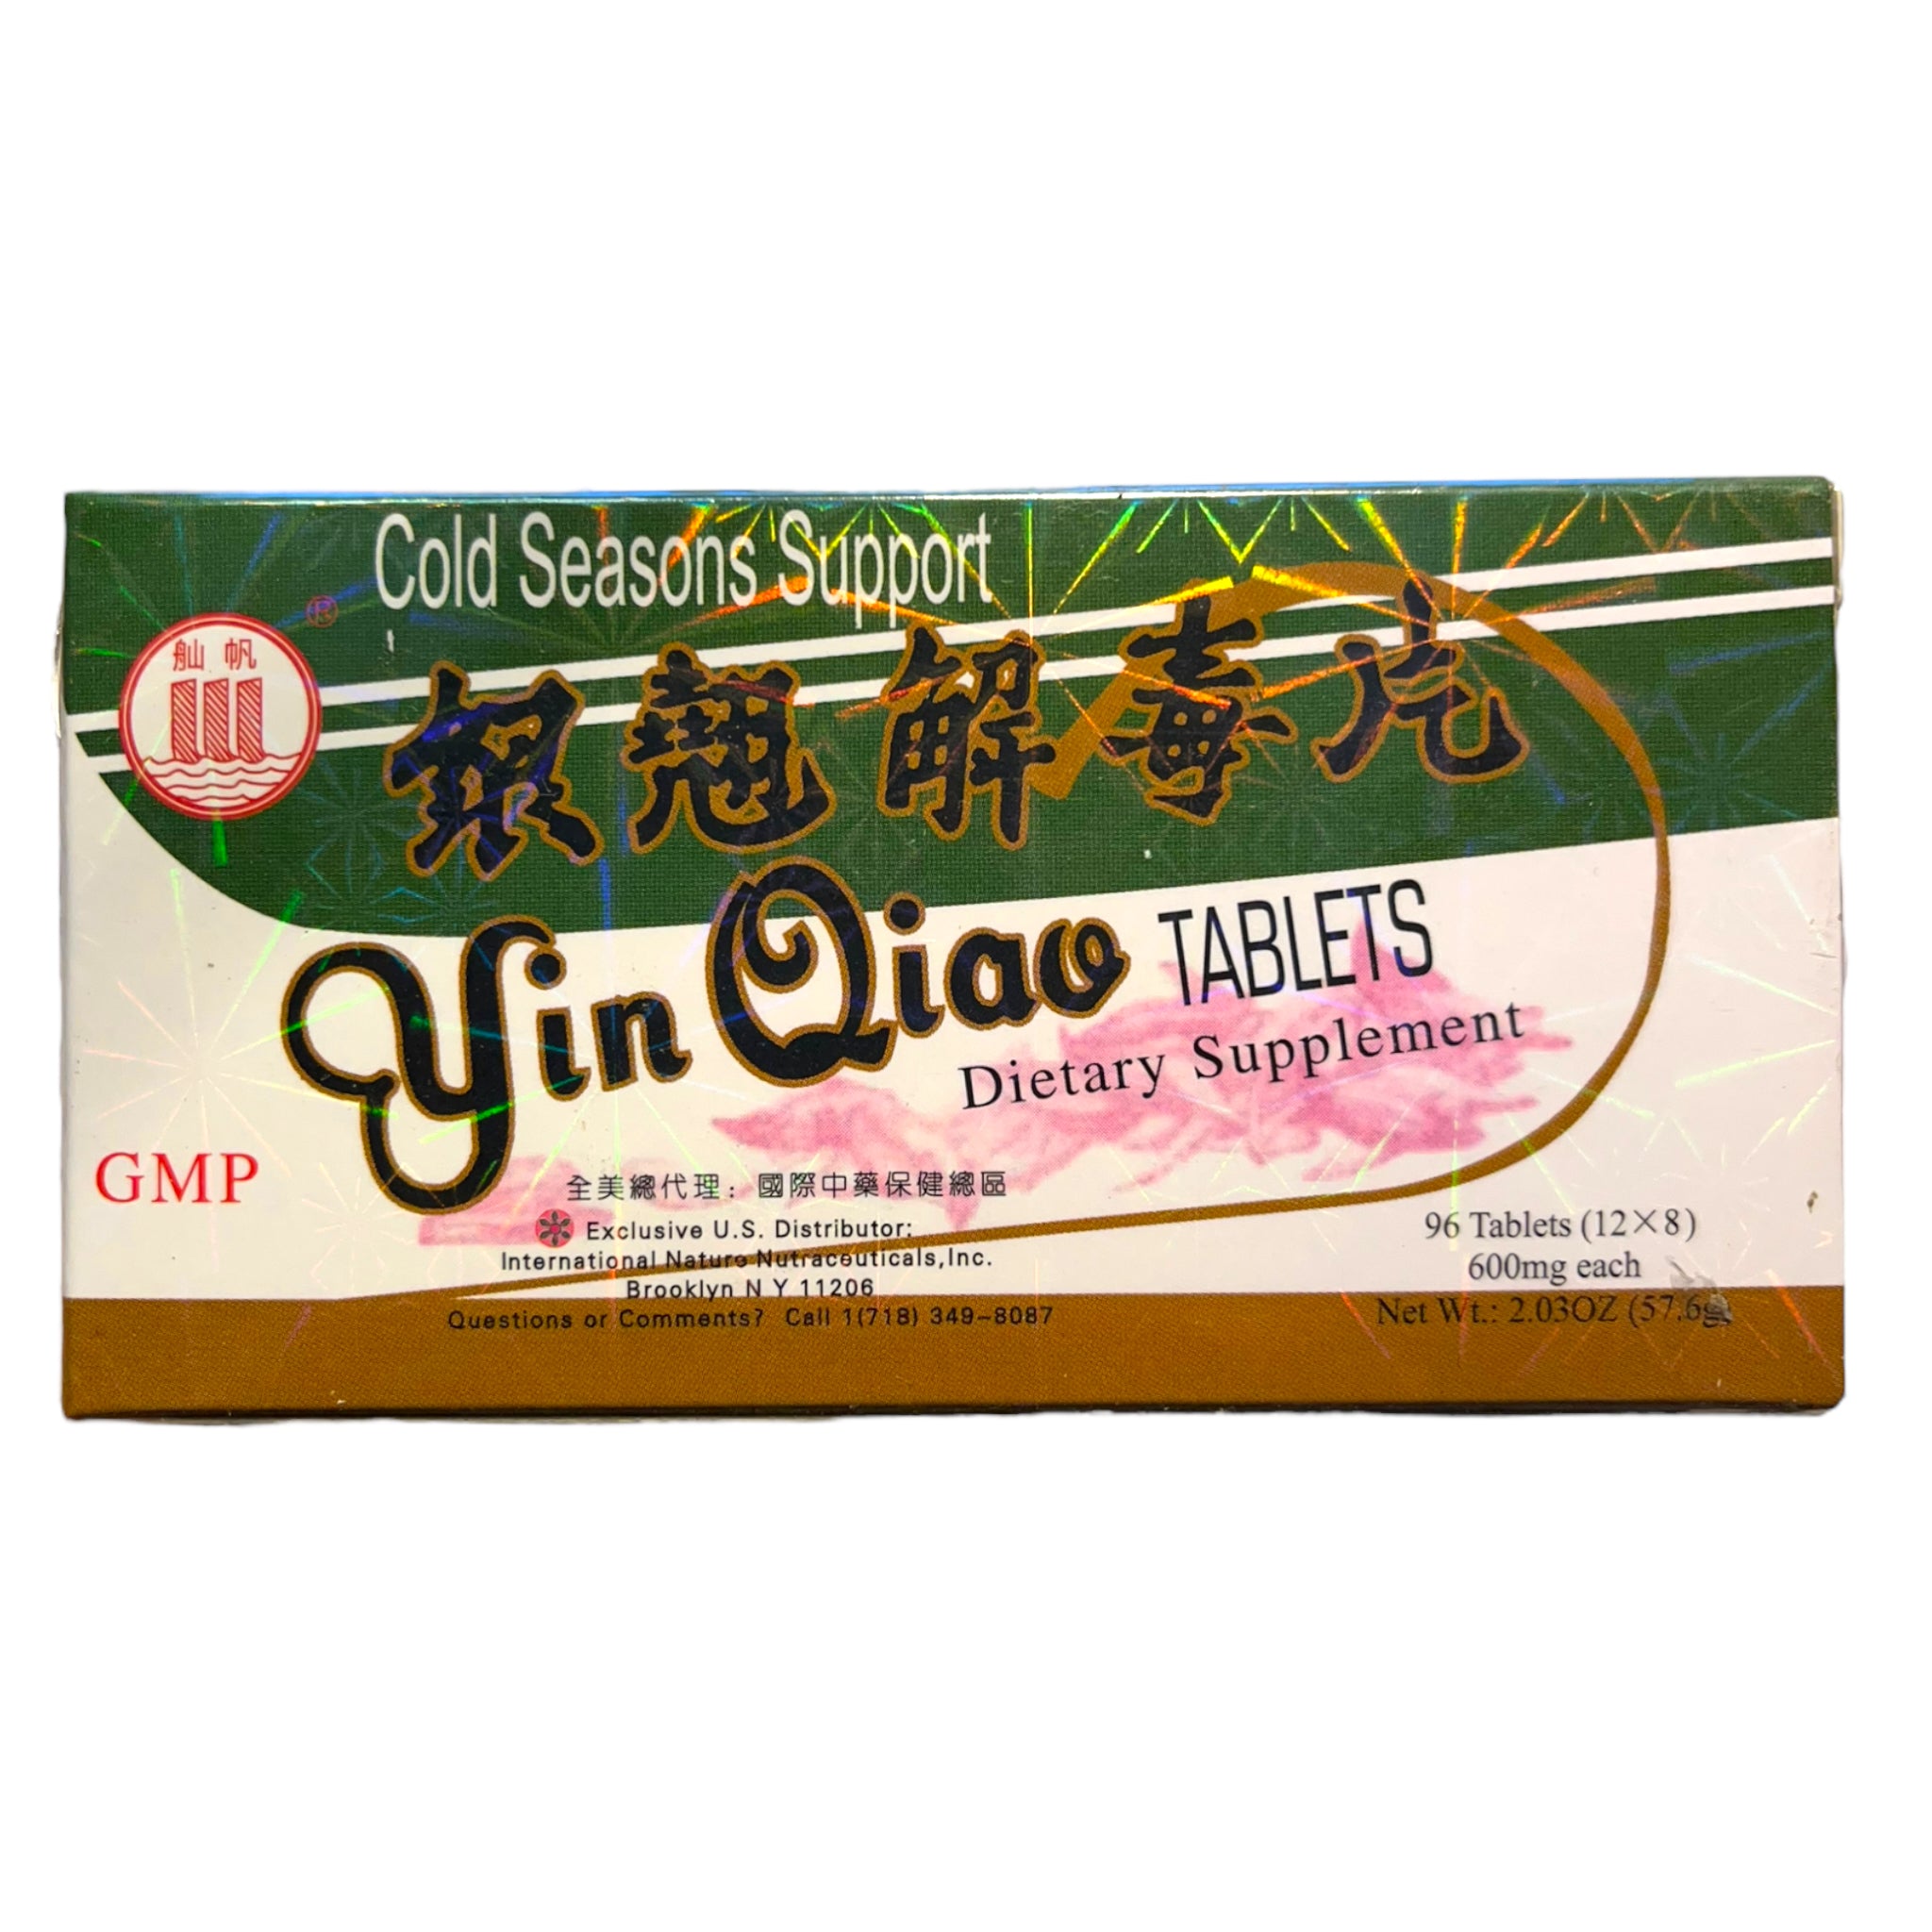 Cold Seasons Support
®
舢帆
銀翹解毒片
Yin Qiao TABLETS
Dietary Supplement
GMP
全美總代理：國際中藥保健總區
Exclusive U.S. Distributor:
International Nature Nutraceuticals,Inc.
Brooklyn N Y 11206
Questions or Comments? Call 1(718) 349-8087
96 Tablets (12×8)
600mg each
Net Wt.: 2.03OZ (57.6g)